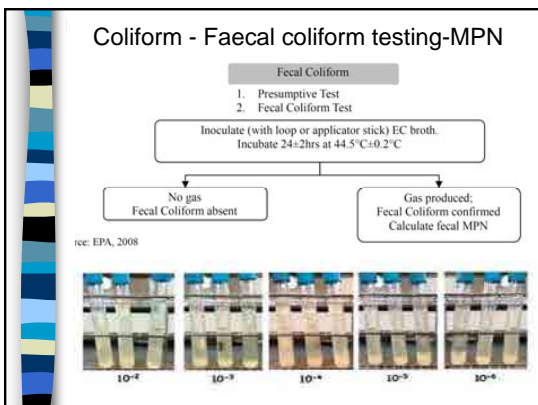 Coliform - Faecal coliform testing-MPN
Fecal Coliform
1. Presumptive Test
2. Fecal Coliform Test
Inoculate (with loop or applicator stick) EC broth.
Incubate 24±2hrs at 44.5°C±0.2°C
No gas
Fecal Coliform absent
Gas produced;
Fecal Coliform confirmed
Calculate fecal MPN
rce: EPA, 2008
10⁻² 10⁻³ 10⁻⁴ 10⁻⁵ 10⁻⁶